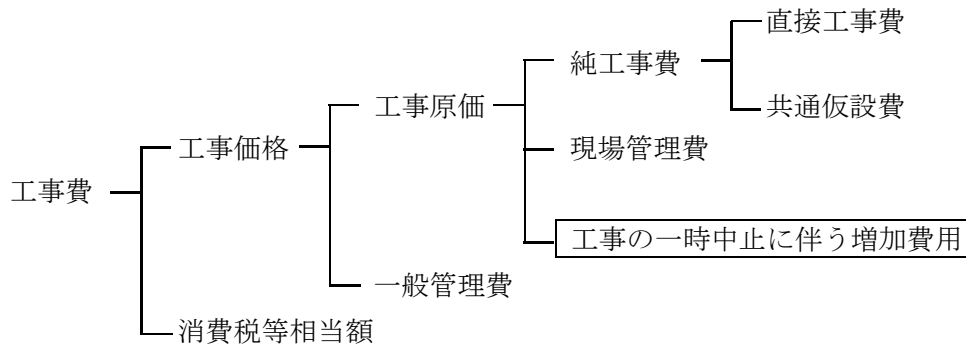 直接工事費
純工事費
工事原価
共通仮設費
工事価格
現場管理費
工事費
工事の一時中止に伴う増加費用
一般管理費
消費税等相当額